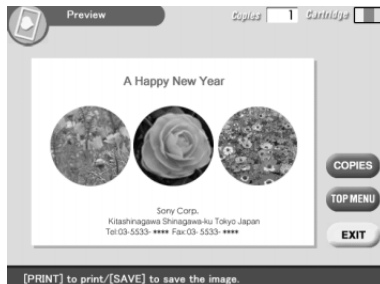 Preview
Copies 1 Cartridge
A Happy New Year
Sony Corp.
Kitashinagawa Shinagawa-ku Tokyo Japan
Tel:03-5533- **** Fax:03- 5533- ****
COPIES
TOP MENU
EXIT
[PRINT] to print/[SAVE] to save the image.